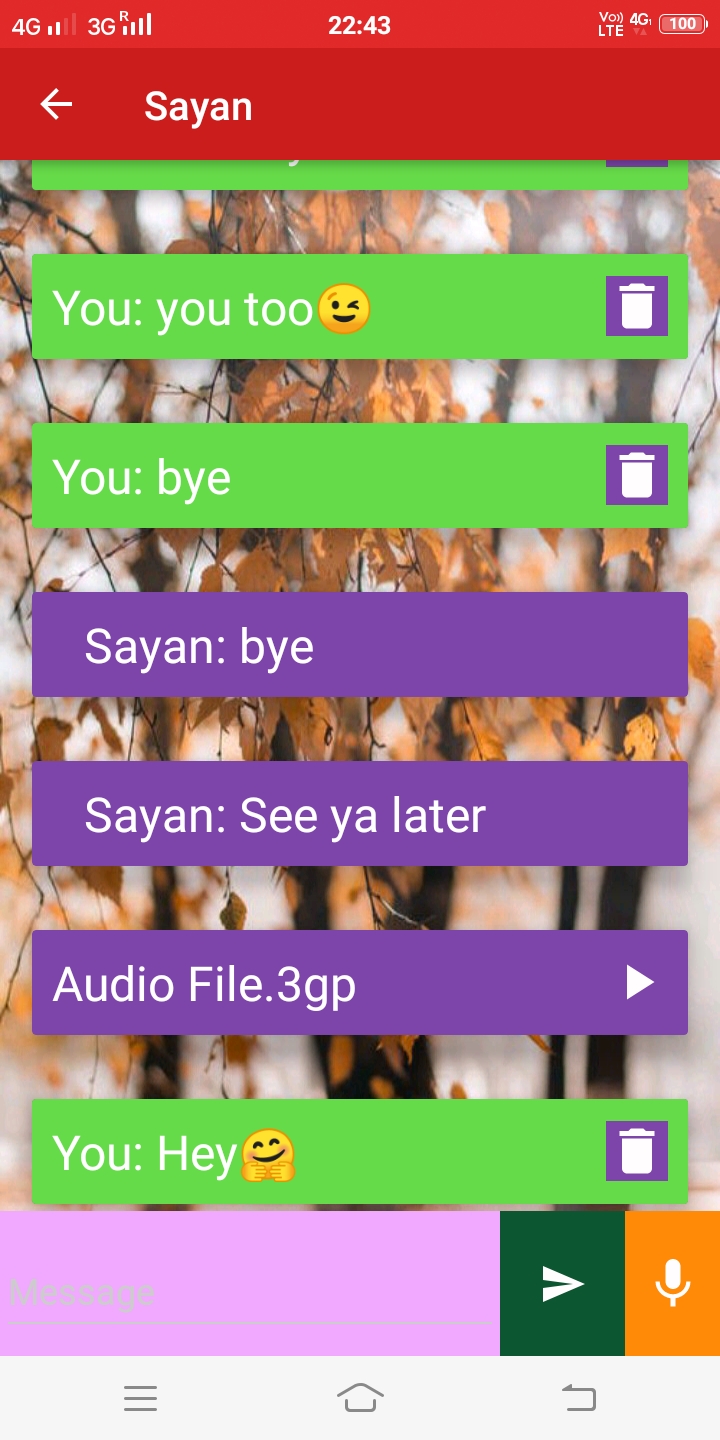 4G 3G R 22:43 Vo)) LTE 4G 100
Sayan
You: you too😉
You: bye
Sayan: bye
Sayan: See ya later
Audio File.3gp
You: Hey🤗
Message